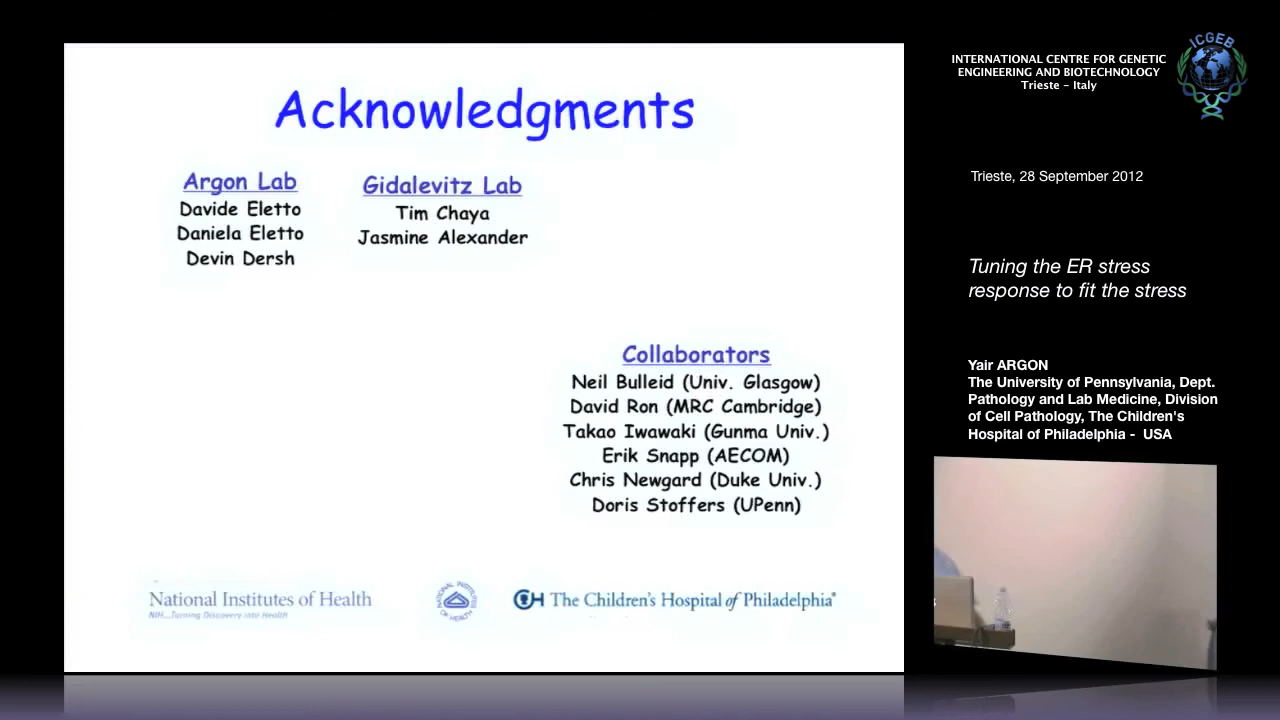 Acknowledgments
Argon Lab
Davide Eletto
Daniela Eletto
Devin Dersh
Gidalevitz Lab
Tim Chaya
Jasmine Alexander
Collaborators
Neil Bulleid (Univ. Glasgow)
David Ron (MRC Cambridge)
Takao Iwawaki (Gunma Univ.)
Erik Snapp (AECOM)
Chris Newgard (Duke Univ.)
Doris Stoffers (UPenn)
National Institutes of Health
NIH...Turning Discovery into Health
NATIONAL INSTITUTES OF HEALTH
CH The Children's Hospital of Philadelphia®
INTERNATIONAL CENTRE FOR GENETIC
ENGINEERING AND BIOTECHNOLOGY
Trieste - Italy
ICGEB
Trieste, 28 September 2012
Tuning the ER stress
response to fit the stress
Yair ARGON
The University of Pennsylvania, Dept.
Pathology and Lab Medicine, Division
of Cell Pathology, The Children's
Hospital of Philadelphia - USA